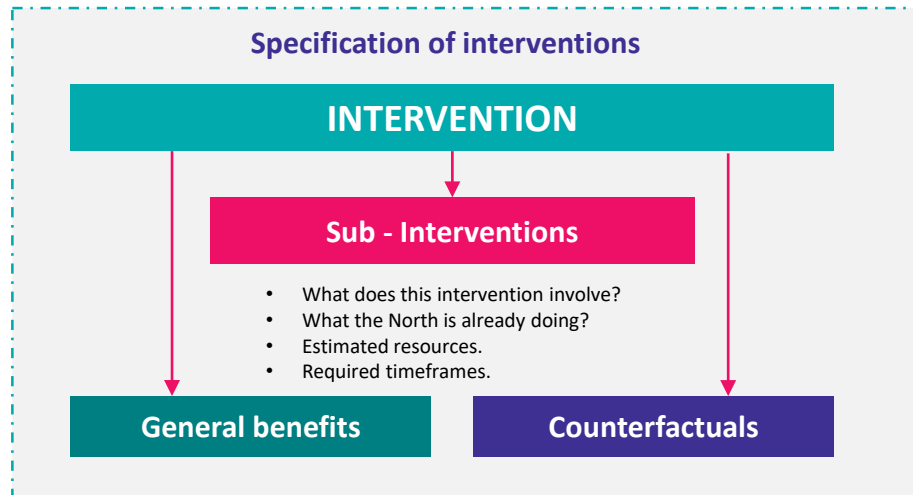 Specification of interventions
INTERVENTION
Sub - Interventions
• What does this intervention involve?
• What the North is already doing?
• Estimated resources.
• Required timeframes.
General benefits
Counterfactuals